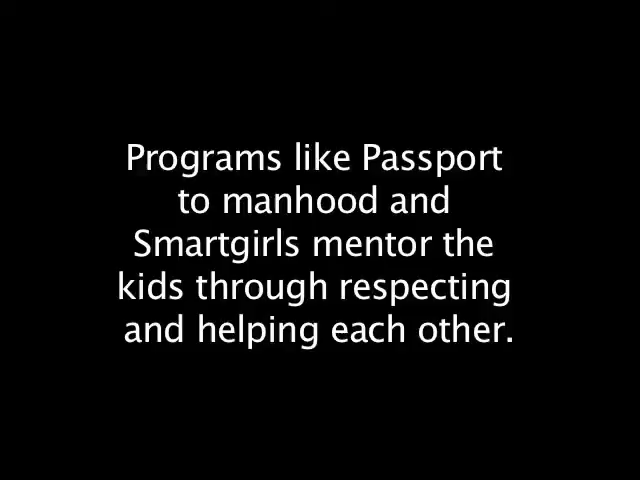 Programs like Passport
to manhood and
Smartgirls mentor the
kids through respecting
and helping each other.